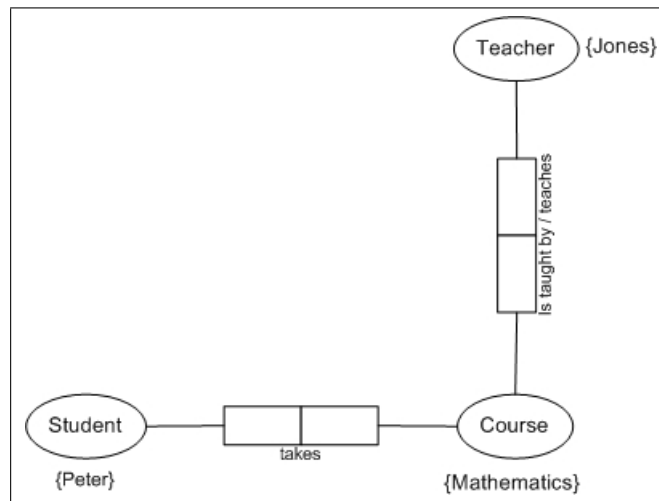 Teacher
{Jones}
Is taught by / teaches
Student
Course
takes
{Peter}
{Mathematics}